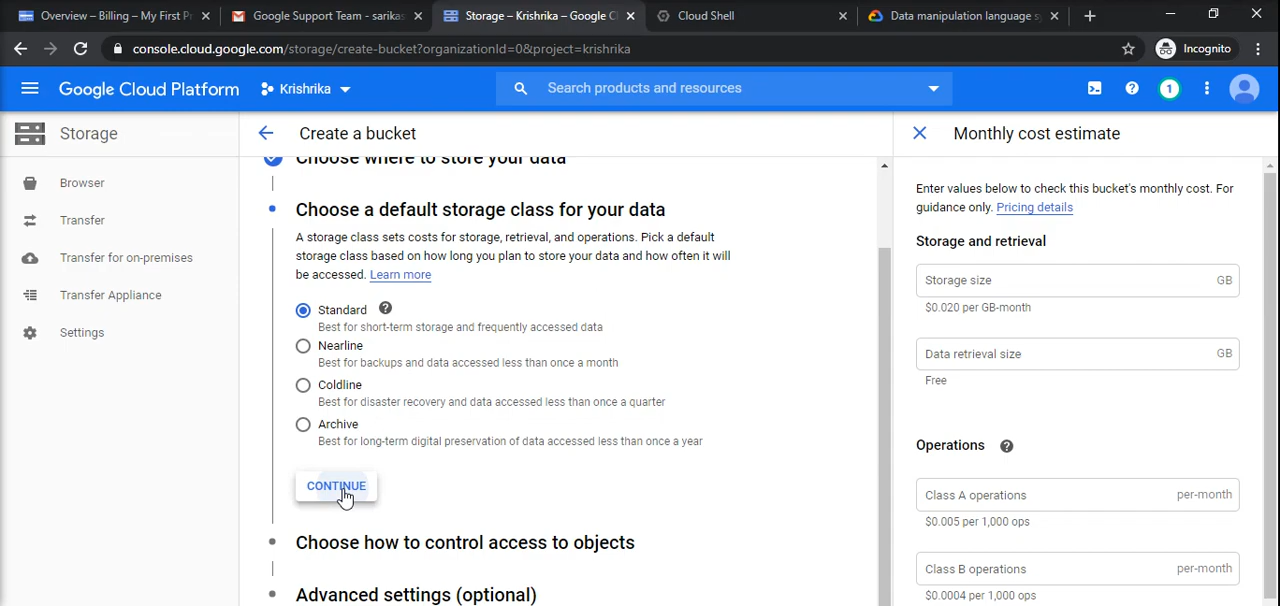 Overview – Billing – My First Pr
Google Support Team - sarikas
Storage – Krishrika – Google C
Cloud Shell
Data manipulation language s
console.cloud.google.com/storage/create-bucket?organizationId=0&project=krishrika
Incognito
Google Cloud Platform
Krishrika
Search products and resources
1
Storage
Create a bucket
Monthly cost estimate
Browser
Transfer
Transfer for on-premises
Transfer Appliance
Settings
Choose where to store your data
Choose a default storage class for your data
A storage class sets costs for storage, retrieval, and operations. Pick a default
storage class based on how long you plan to store your data and how often it will
be accessed. Learn more
Standard
Best for short-term storage and frequently accessed data
Nearline
Best for backups and data accessed less than once a month
Coldline
Best for disaster recovery and data accessed less than once a quarter
Archive
Best for long-term digital preservation of data accessed less than once a year
CONTINUE
Choose how to control access to objects
Advanced settings (optional)
Enter values below to check this bucket's monthly cost. For
guidance only. Pricing details
Storage and retrieval
Storage size GB
$0.020 per GB-month
Data retrieval size GB
Free
Operations
Class A operations per-month
$0.005 per 1,000 ops
Class B operations per-month
$0.0004 per 1,000 ops